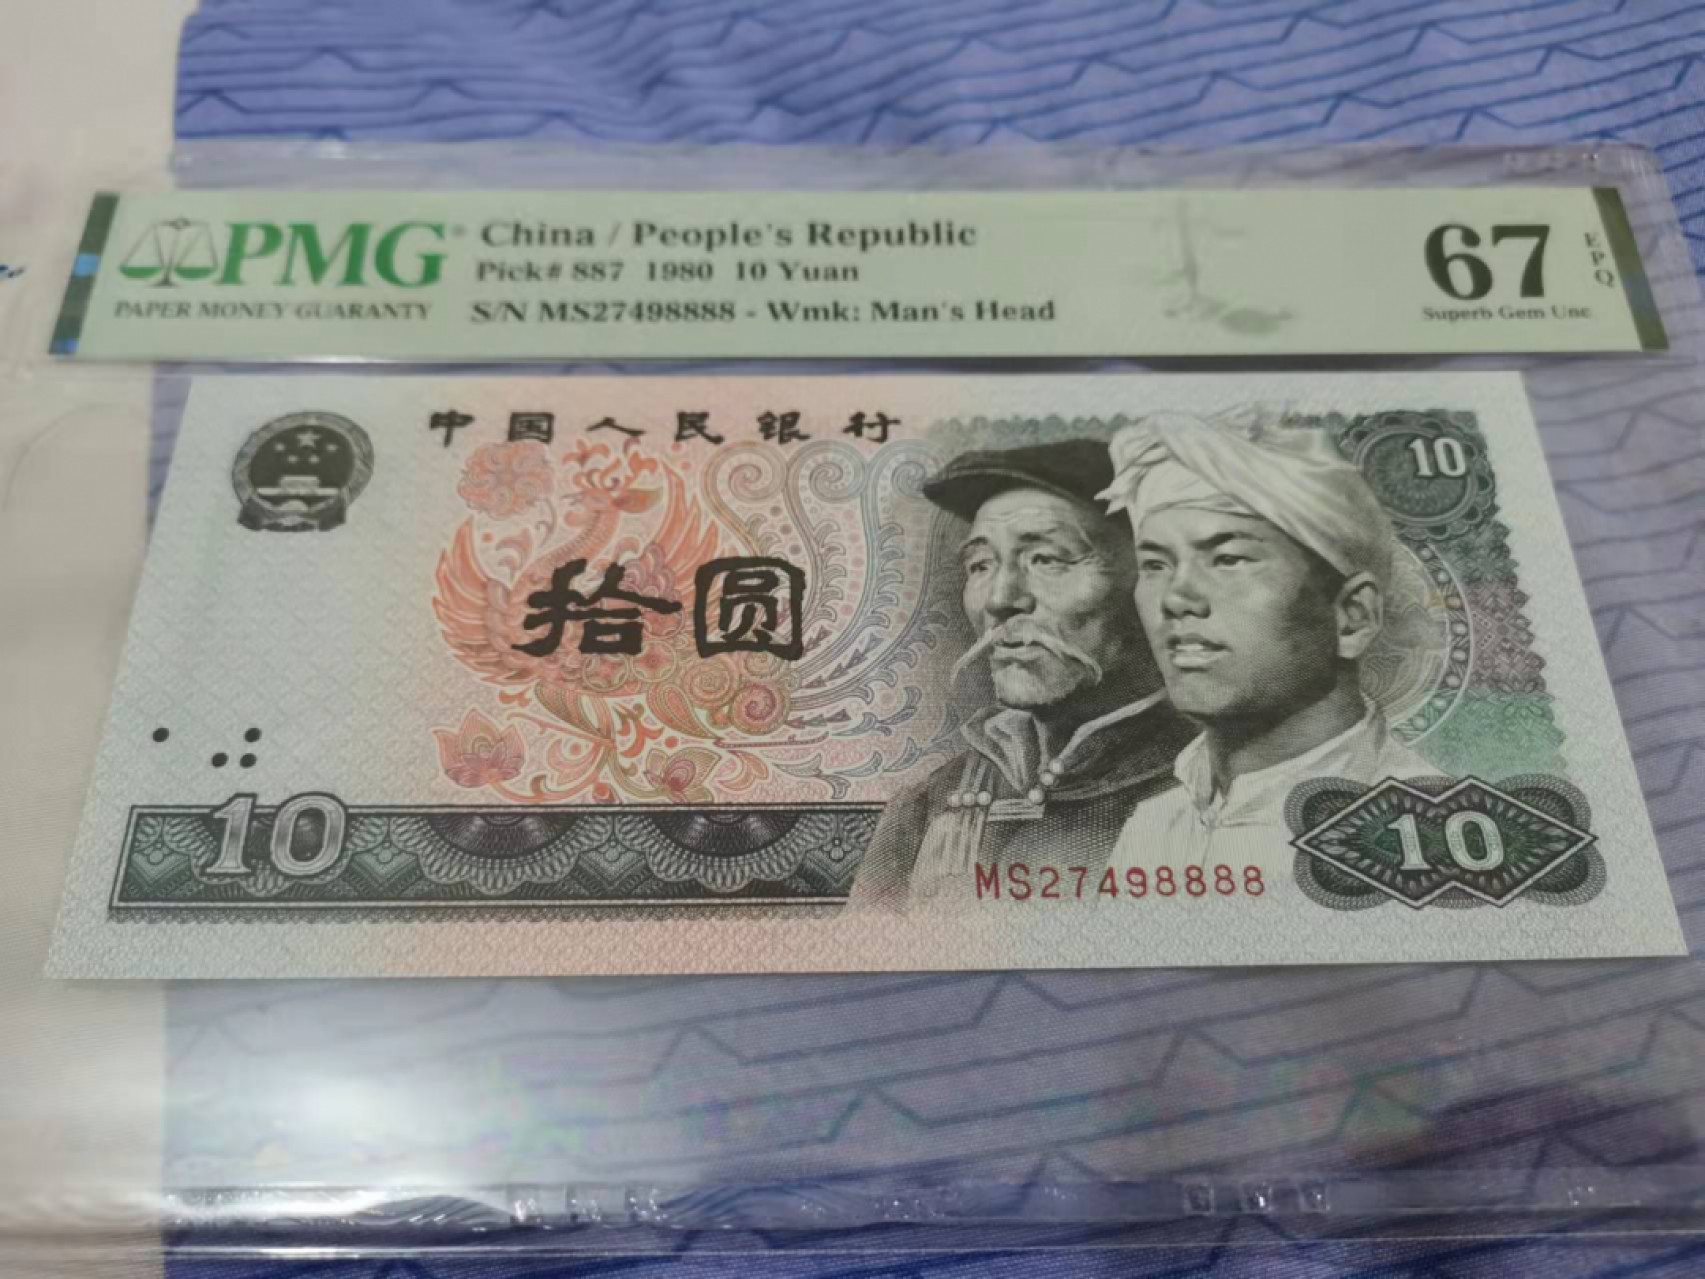 PMG®
PAPER MONEY GUARANTY
China / People's Republic
Pick# 887 1980 10 Yuan
S/N MS27498888 - Wmk: Man's Head
67
EPQ
Superb Gem Unc
中国人民银行
10
拾圆
10
10
MS27498888